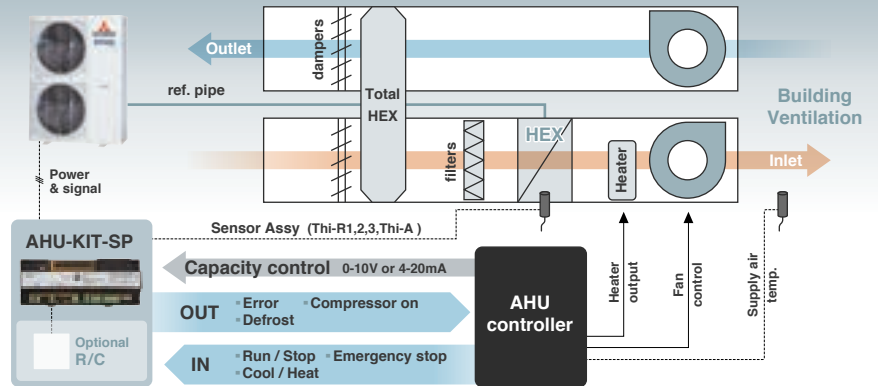 Outlet
dampers
ref. pipe
Total
HEX
Building
Ventilation
filters
HEX
Heater
Inlet
Power
& signal
Sensor Assy (Thi-R1,2,3,Thi-A )
AHU-KIT-SP
Capacity control 0-10V or 4-20mA
OUT
Error
Compressor on
Defrost
AHU
controller
Heater
output
Fan
control
Supply air
temp.
Optional
R/C
IN
Run / Stop
Emergency stop
Cool / Heat